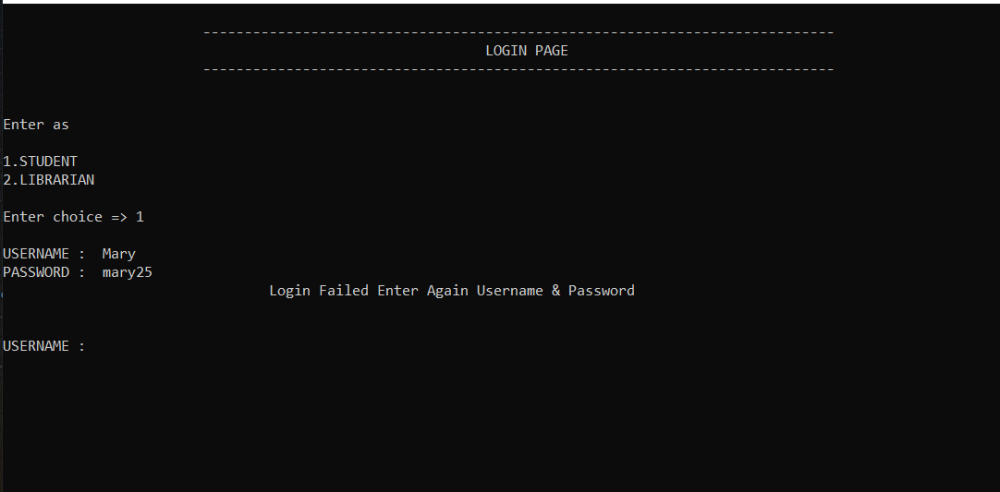 ----------------------------------------------------------------------------
LOGIN PAGE
----------------------------------------------------------------------------
Enter as
1.STUDENT
2.LIBRARIAN
Enter choice => 1
USERNAME :  Mary
PASSWORD :  mary25
Login Failed Enter Again Username & Password
USERNAME :